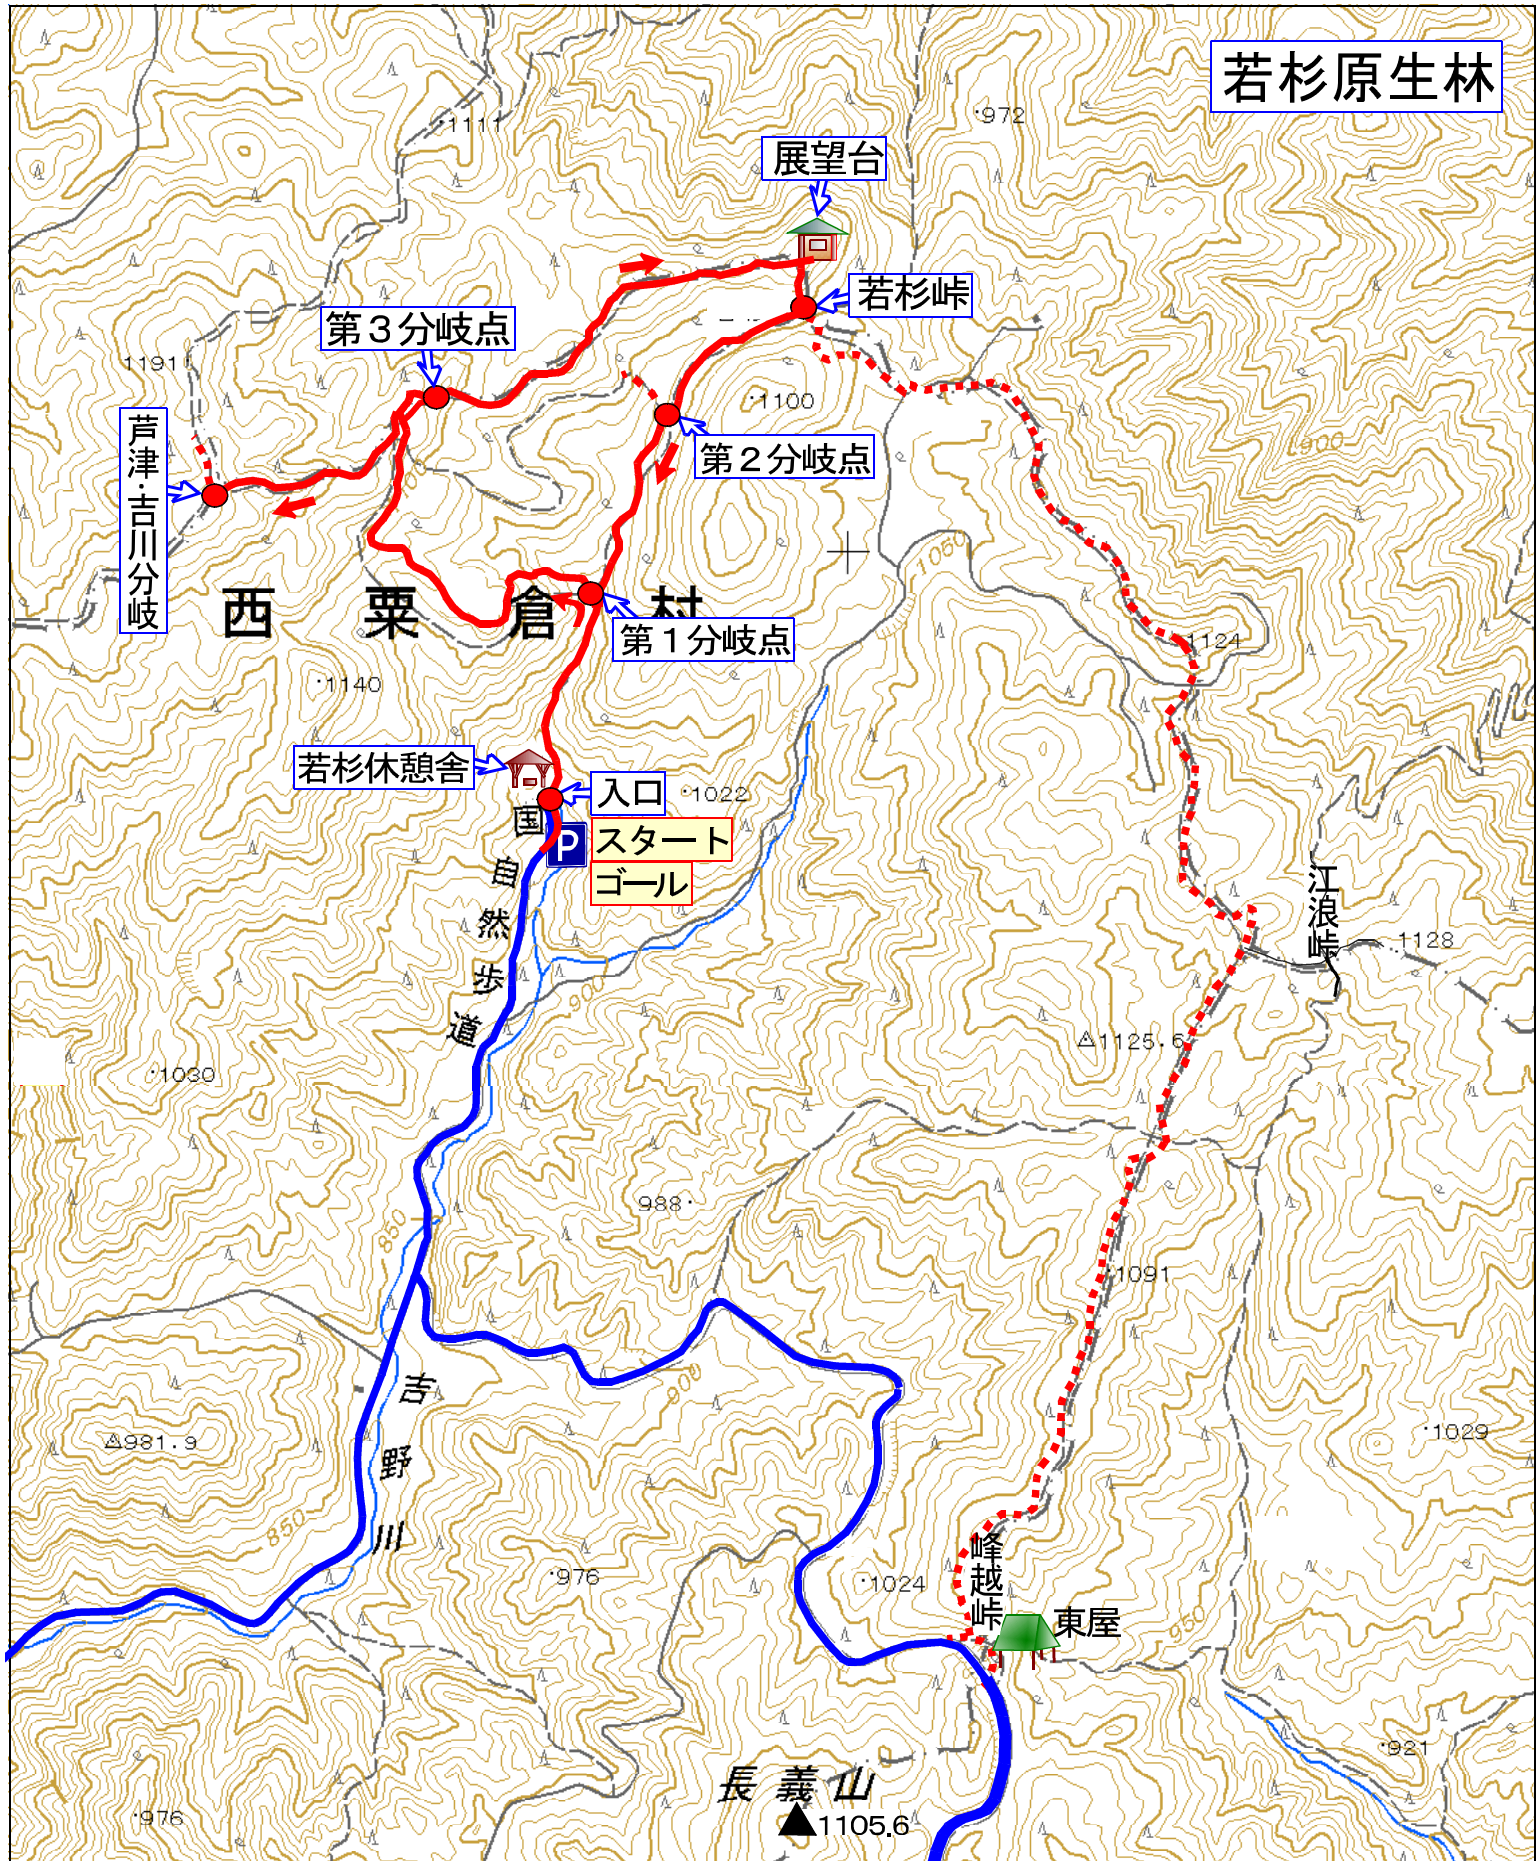 若杉原生林
・1111
・972
展望台
若杉峠
第3分岐点
1191・
・1100
第2分岐点
900
芦津・吉川分岐
1060
西粟倉村
第1分岐点
1124
・1140
若杉休憩舎
入口
・1022
国
スタート
ゴール
自然歩道
江浪峠
・1128
900
1125.6
・1030
988・
850
・1091
900
吉野川
981.9
・1029
850
峰越峠
・976
・1024
東屋
950
・921
長義山
1105.6
・976